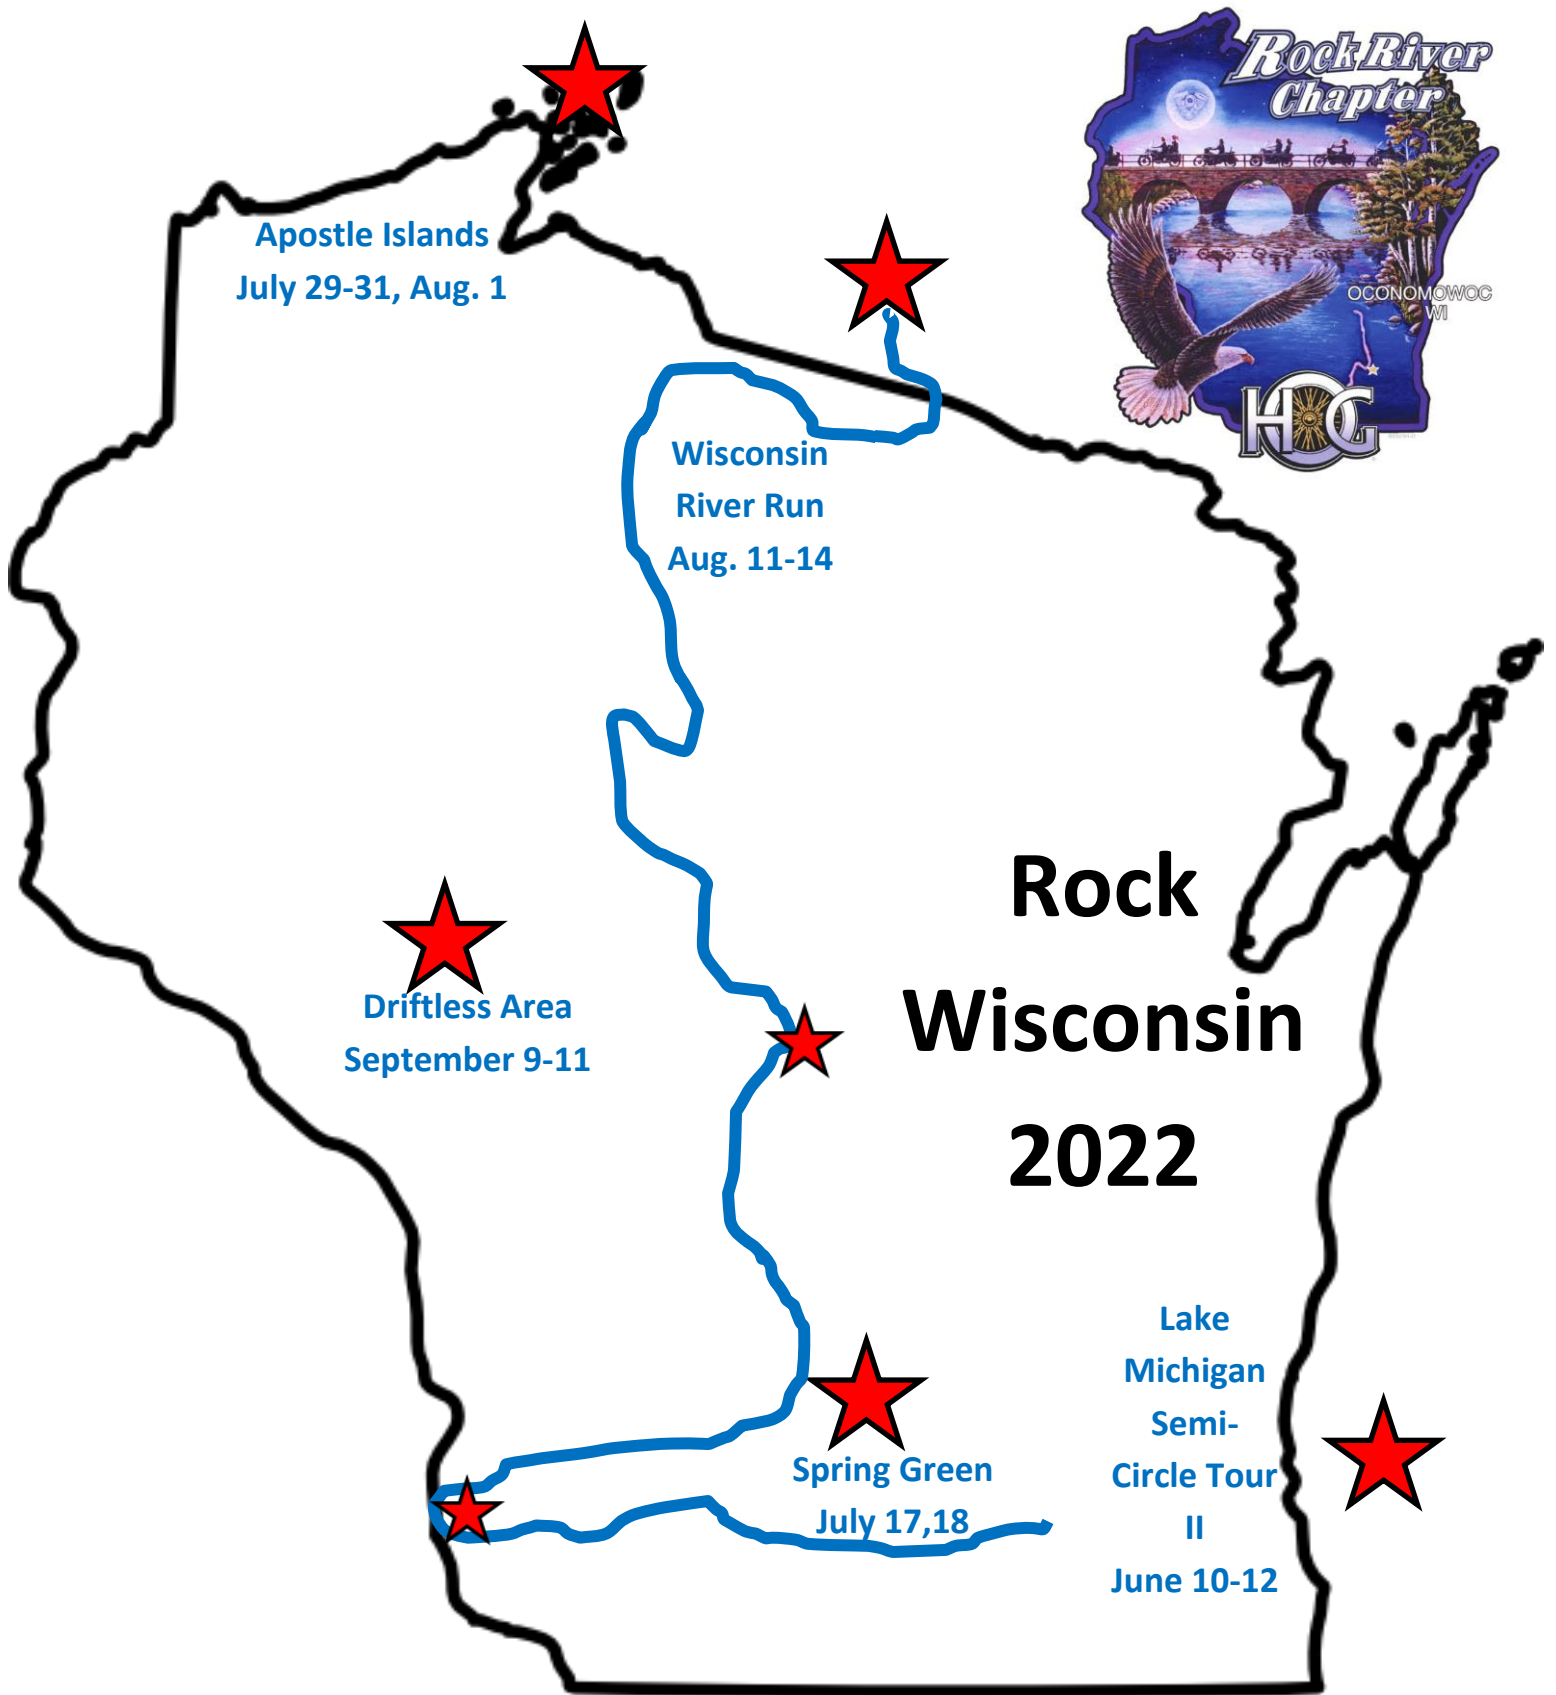 Rock River
Chapter
OCONOMOWOC
WI
HOG
Apostle Islands
July 29-31, Aug. 1
Wisconsin
River Run
Aug. 11-14
Rock
Wisconsin
2022
Driftless Area
September 9-11
Lake
Michigan
Semi-
Circle Tour
II
June 10-12
Spring Green
July 17,18